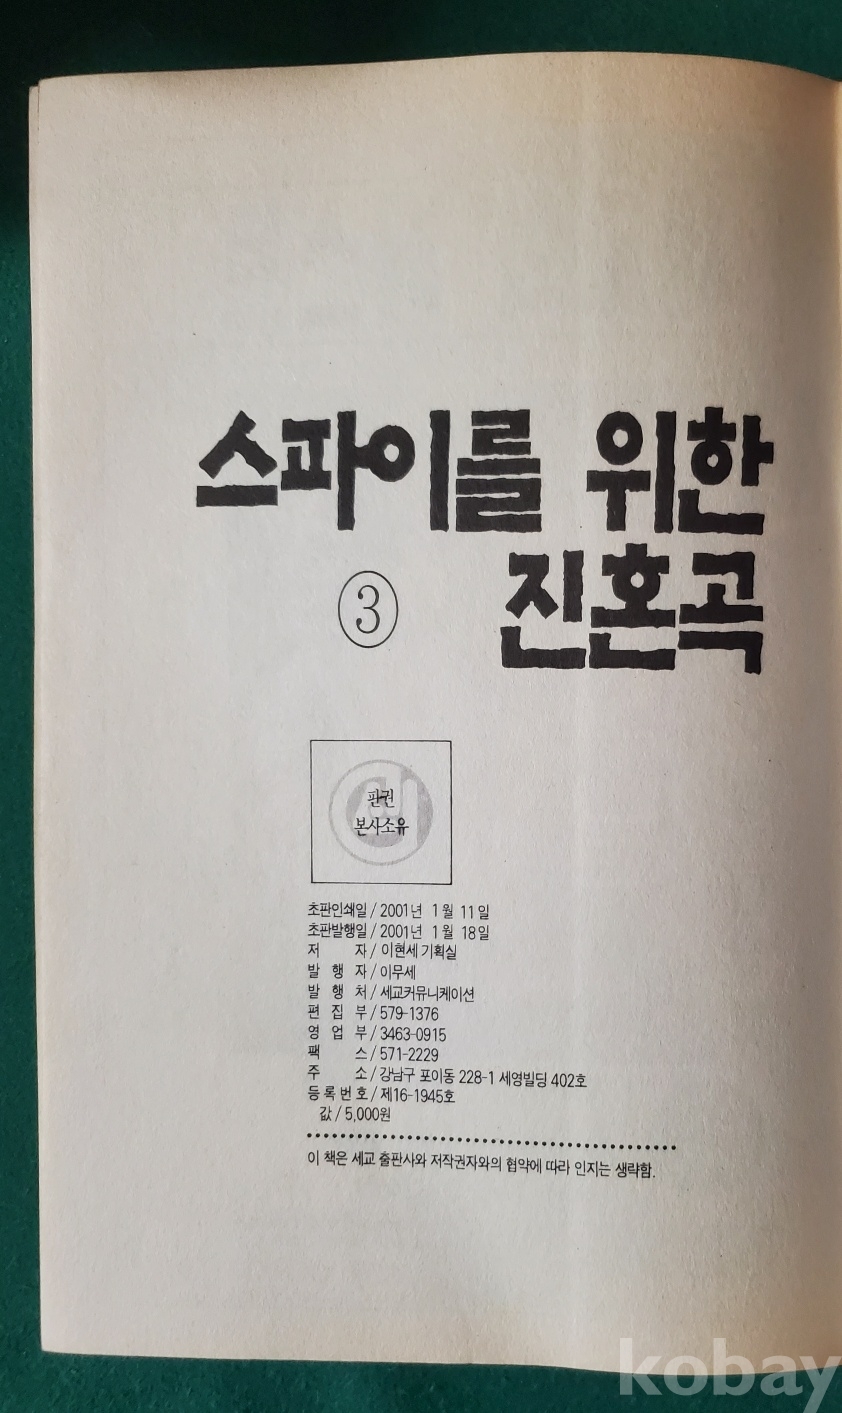 스파이를 위한
진혼곡
③
판권
본사소유
초판인쇄일 / 2001년 1월 11일
초판발행일 / 2001년 1월 18일
저 자 / 이현세 기획실
발 행 자 / 이무세
발 행 처 / 세교커뮤니케이션
편 집 부 / 579-1376
영 업 부 / 3463-0915
팩 스 / 571-2229
주 소 / 강남구 포이동 228-1 세영빌딩 402호
등 록 번 호 / 제16-1945호
값 / 5,000원
이 책은 세교 출판사와 저작권자와의 협약에 따라 인지는 생략함.
kobay